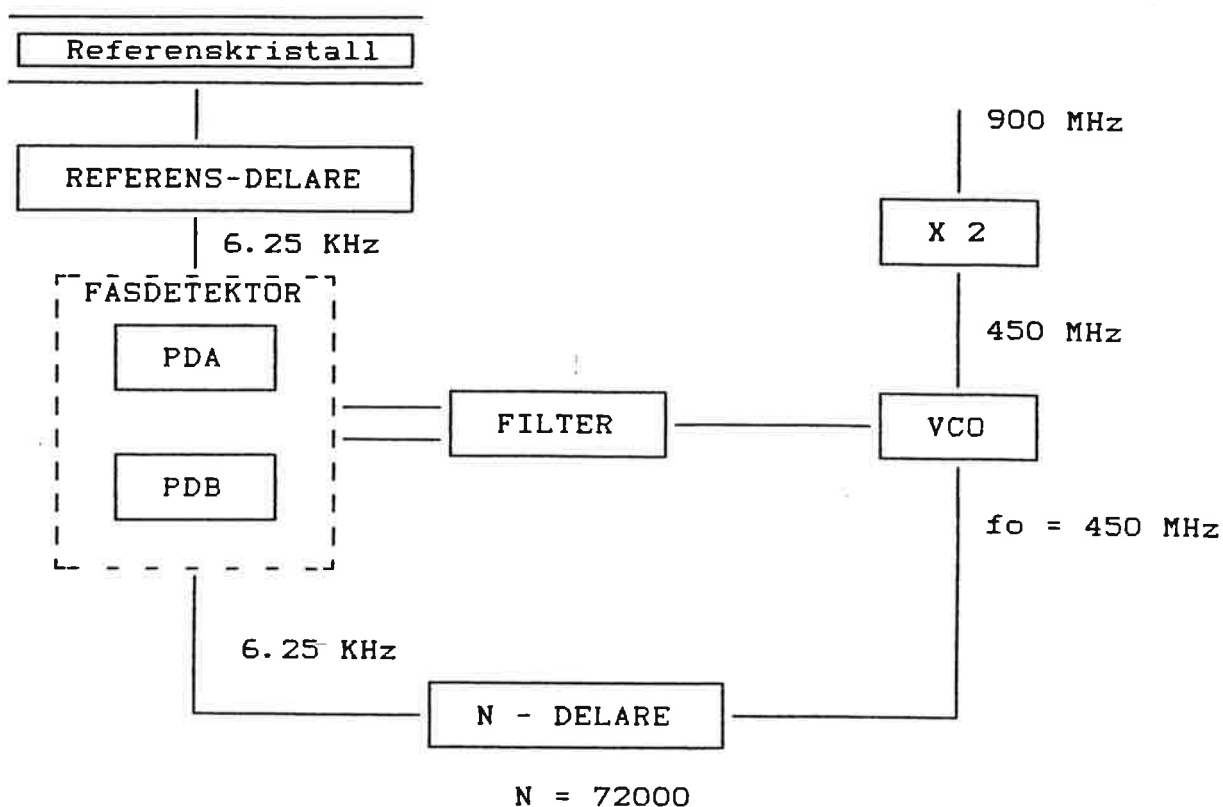 Referenskristall
900 MHz
REFERENS-DELARE
X 2
6.25 KHz
FASDETEKTOR
450 MHz
PDA
FILTER
VCO
PDB
fo = 450 MHz
6.25 KHz
N - DELARE
N = 72000